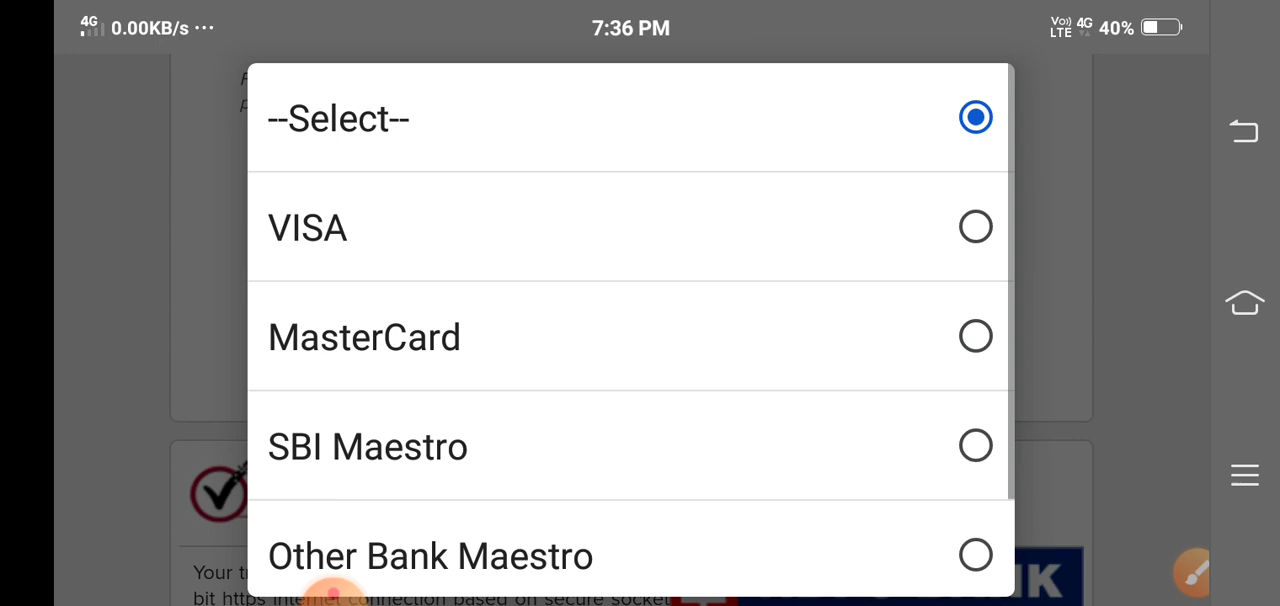 4G 0.00KB/s ... 7:36 PM Vo) LTE 4G 40%
--Select--
VISA
MasterCard
SBI Maestro
Other Bank Maestro
Your
bit https internet connection based on secure socket